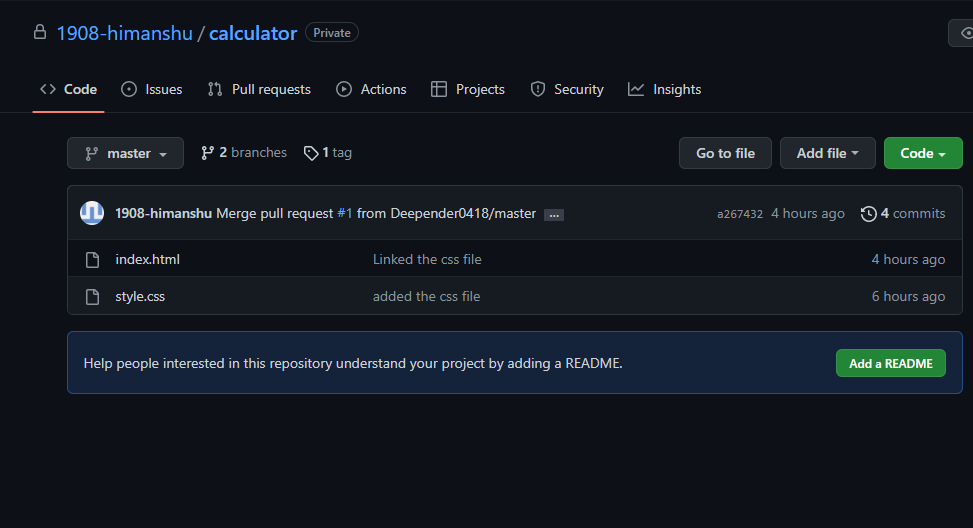 1908-himanshu / calculator Private
Code Issues Pull requests Actions Projects Security Insights
master 2 branches 1 tag Go to file Add file Code
1908-himanshu Merge pull request #1 from Deepender0418/master ... a267432 4 hours ago 4 commits
index.html Linked the css file 4 hours ago
style.css added the css file 6 hours ago
Help people interested in this repository understand your project by adding a README. Add a README